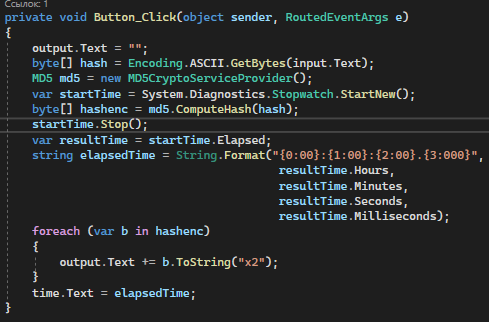 Ссылок: 1
private void Button_Click(object sender, RoutedEventArgs e)
{
output.Text = "";
byte[] hash = Encoding.ASCII.GetBytes(input.Text);
MD5 md5 = new MD5CryptoServiceProvider();
var startTime = System.Diagnostics.Stopwatch.StartNew();
byte[] hashenc = md5.ComputeHash(hash);
startTime.Stop();
var resultTime = startTime.Elapsed;
string elapsedTime = String.Format("{0:00}:{1:00}:{2:00}.{3:000}",
resultTime.Hours,
resultTime.Minutes,
resultTime.Seconds,
resultTime.Milliseconds);
foreach (var b in hashenc)
{
output.Text += b.ToString("x2");
}
time.Text = elapsedTime;
}